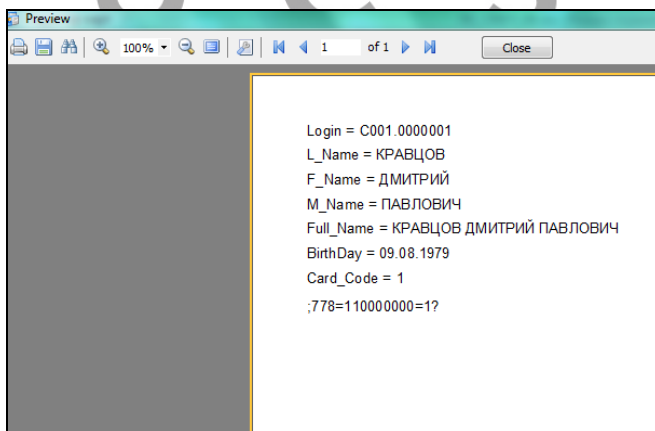 Preview
100% 1 of 1 Close
Login = C001.0000001
L_Name = КРАВЦОВ
F_Name = ДМИТРИЙ
M_Name = ПАВЛОВИЧ
Full_Name = КРАВЦОВ ДМИТРИЙ ПАВЛОВИЧ
BirthDay = 09.08.1979
Card_Code = 1
;778=110000000=1?